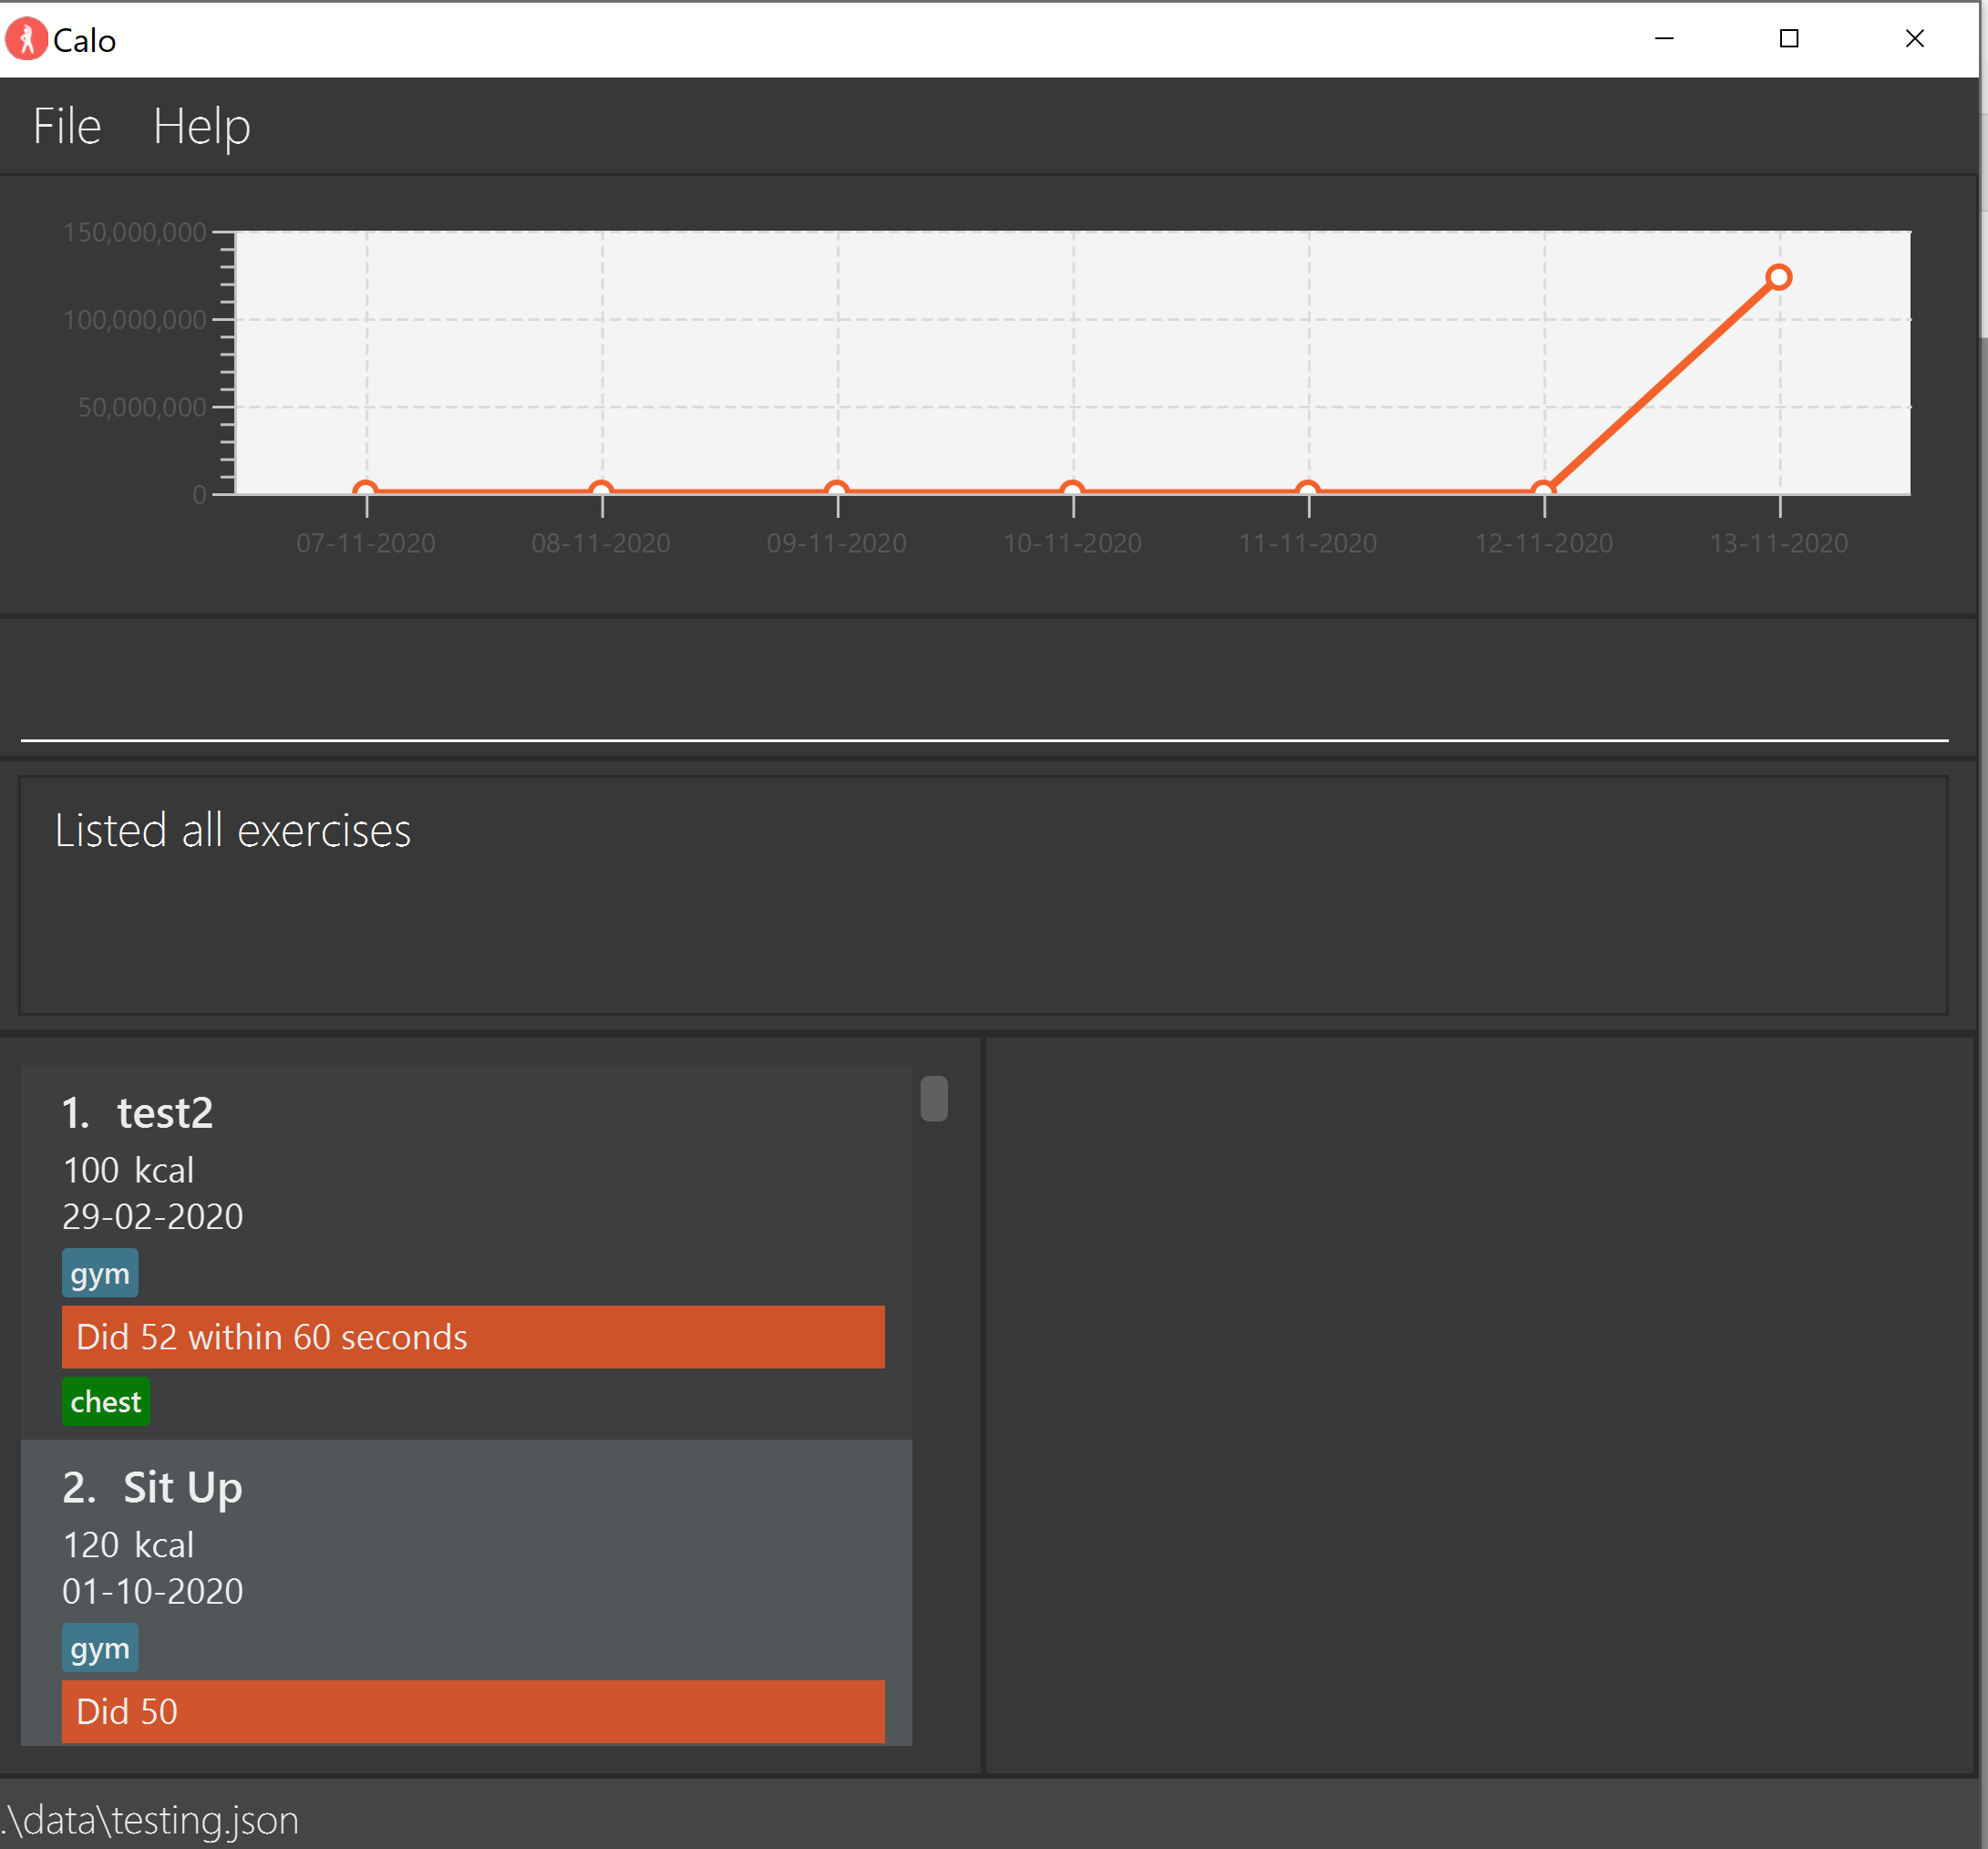 Calo
File Help
150,000,000
100,000,000
50,000,000
0
07-11-2020 08-11-2020 09-11-2020 10-11-2020 11-11-2020 12-11-2020 13-11-2020
Listed all exercises
1. test2
100 kcal
29-02-2020
gym
Did 52 within 60 seconds
chest
2. Sit Up
120 kcal
01-10-2020
gym
Did 50
.\data\testing.json